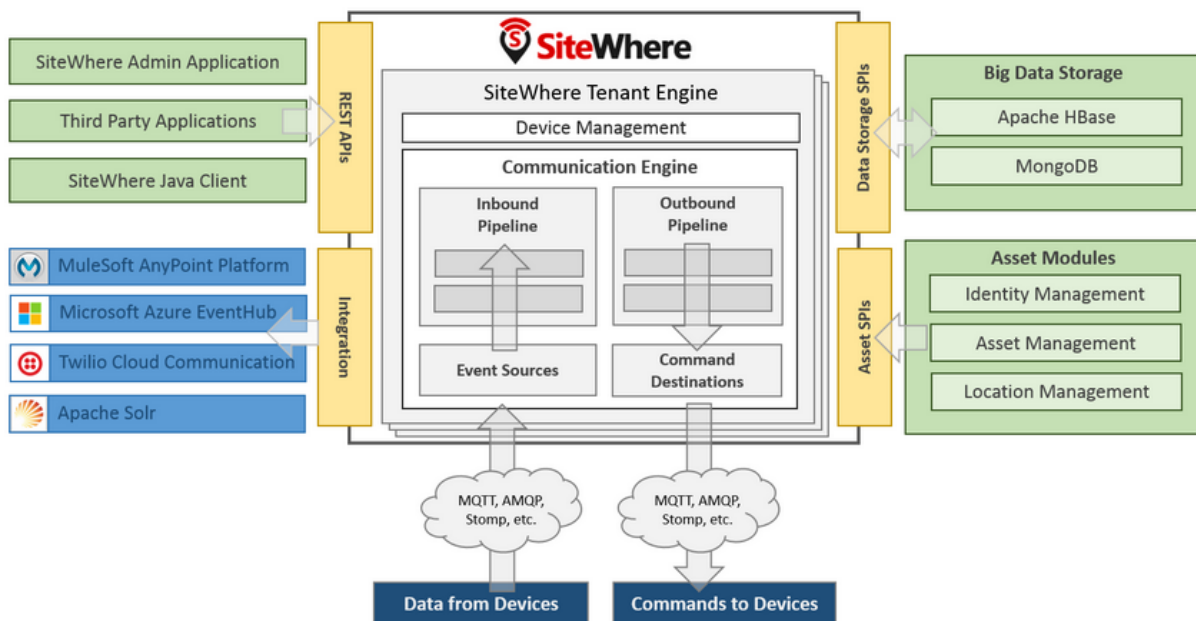 SiteWhere
SiteWhere Admin Application
Third Party Applications
SiteWhere Java Client
REST APIs
MuleSoft AnyPoint Platform
Microsoft Azure EventHub
Twilio Cloud Communication
Apache Solr
Integration
SiteWhere Tenant Engine
Device Management
Communication Engine
Inbound
Pipeline
Outbound
Pipeline
Event Sources
Command
Destinations
Data Storage SPIs
Big Data Storage
Apache HBase
MongoDB
Asset SPIs
Asset Modules
Identity Management
Asset Management
Location Management
MQTT, AMQP,
Stomp, etc.
MQTT, AMQP,
Stomp, etc.
Data from Devices
Commands to Devices